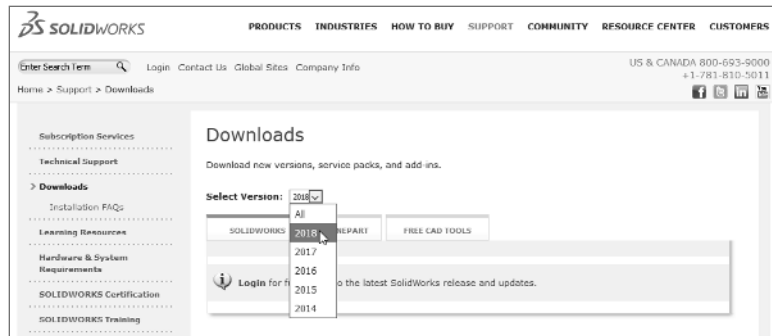 SOLIDWORKS
PRODUCTS INDUSTRIES HOW TO BUY SUPPORT COMMUNITY RESOURCE CENTER CUSTOMERS
Enter Search Term Login Contact Us Global Sites Company Info
US & CANADA 800-693-9000
+1-781-810-5011
Home > Support > Downloads
Subscription Services
Technical Support
> Downloads
Installation FAQs
Learning Resources
Hardware & System
Requirements
SOLIDWORKS Certification
SOLIDWORKS Training
Downloads
Download new versions, service packs, and add-ins.
Select Version: 2018
All
2018
2017
2016
2015
2014
SOLIDWORKS NEPART FREE CAD TOOLS
Login for f o the latest SolidWorks release and updates.